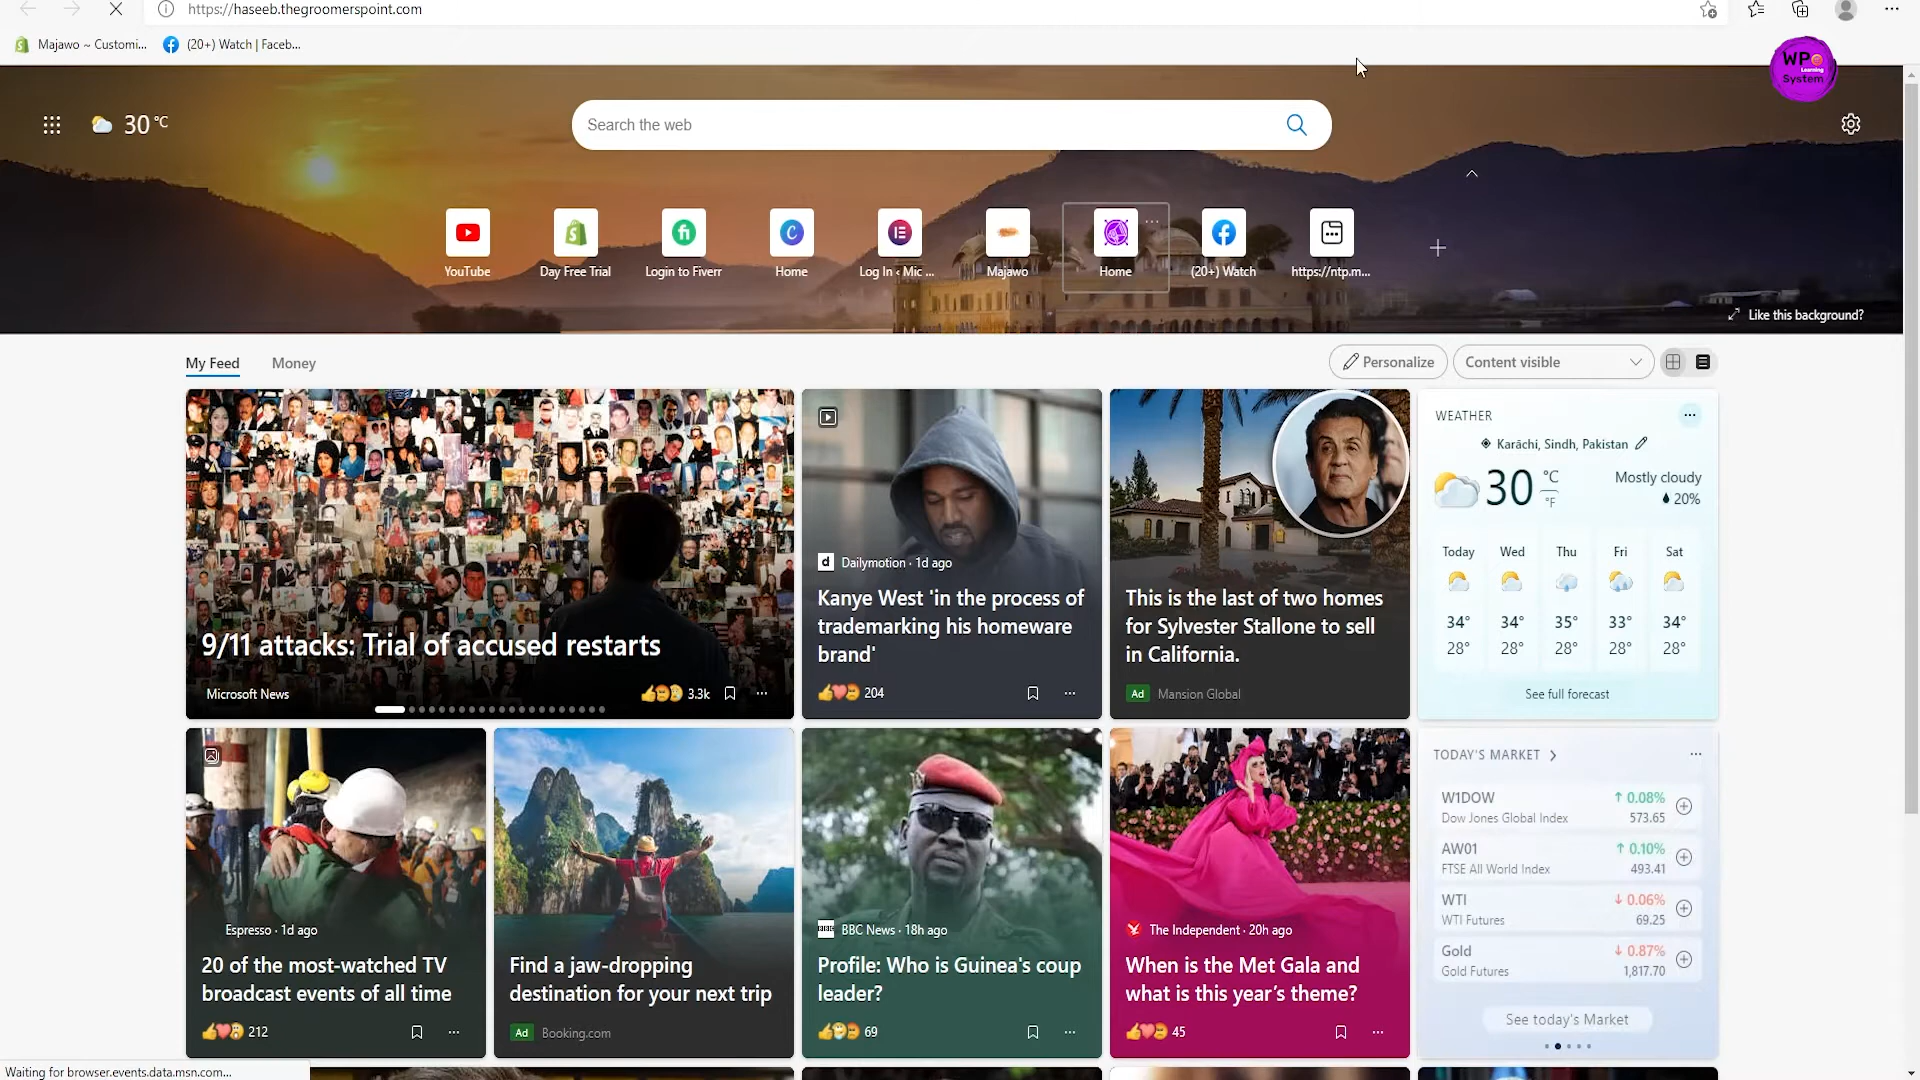 https://haseeb.thegroomerspoint.com
Majawo ~ Customi...
(20+) Watch | Faceb...
WP
Learning
System
30 °C
Search the web
YouTube
Day Free Trial
Login to Fiverr
Home
Log In ‹ Mic ...
Majawo
Home
(20+) Watch
https://ntp.m...
Like this background?
My Feed
Money
Personalize
Content visible
9/11 attacks: Trial of accused restarts
Microsoft News
3.3k
Dailymotion · 1d ago
Kanye West 'in the process of
trademarking his homeware
brand'
204
This is the last of two homes
for Sylvester Stallone to sell
in California.
Ad Mansion Global
WEATHER
Karāchi, Sindh, Pakistan
30 °C
°F
Mostly cloudy
20%
Today Wed Thu Fri Sat
34° 34° 35° 33° 34°
28° 28° 28° 28° 28°
See full forecast
Espresso · 1d ago
20 of the most-watched TV
broadcast events of all time
212
Find a jaw-dropping
destination for your next trip
Ad Booking.com
BBC NEWS BBC News · 18h ago
Profile: Who is Guinea's coup
leader?
69
The Independent · 20h ago
When is the Met Gala and
what is this year's theme?
45
TODAY'S MARKET
W1DOW 0.08%
Dow Jones Global Index 573.65
AW01 0.10%
FTSE All World Index 493.41
WTI 0.06%
WTI Futures 69.25
Gold 0.87%
Gold Futures 1,817.70
See today's Market
Waiting for browser.events.data.msn.com...